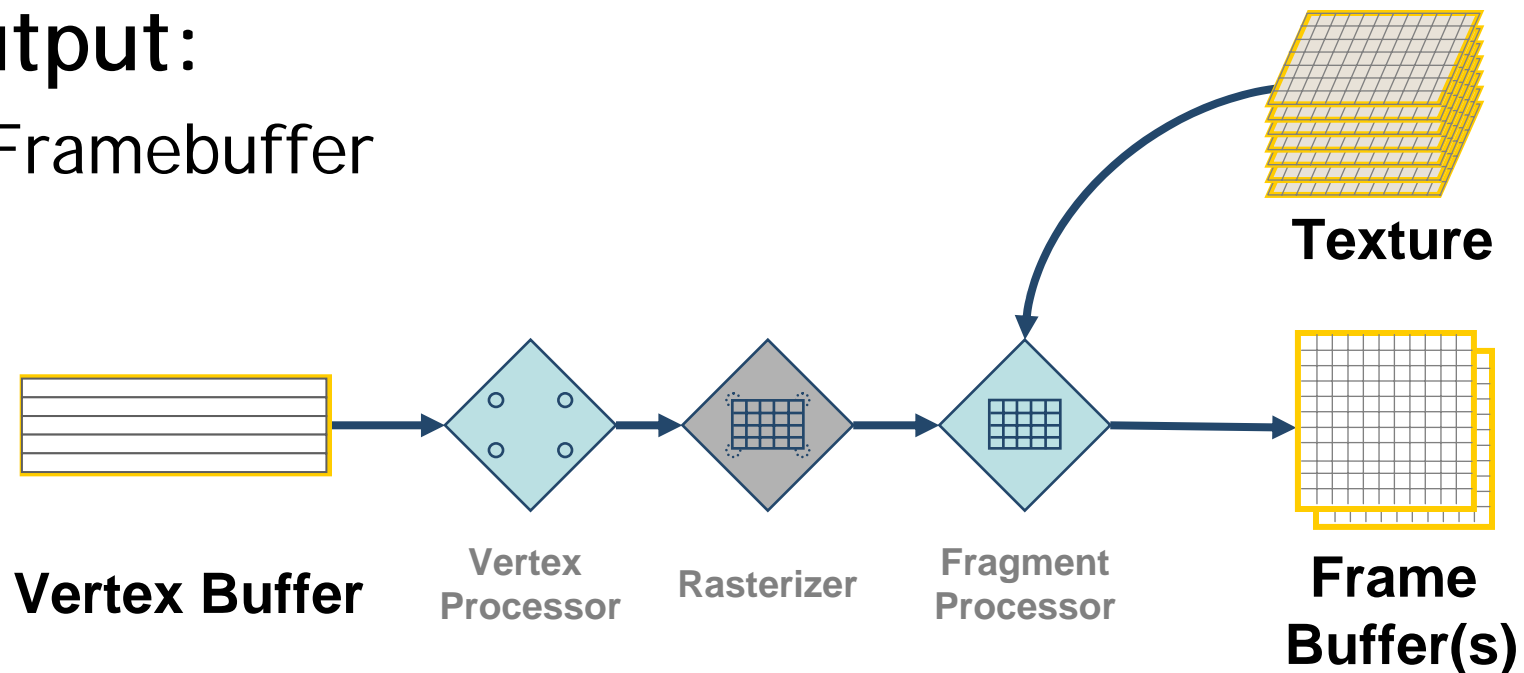 utput:
Framebuffer
Texture
Vertex Buffer
Vertex
Processor
Rasterizer
Fragment
Processor
Frame
Buffer(s)